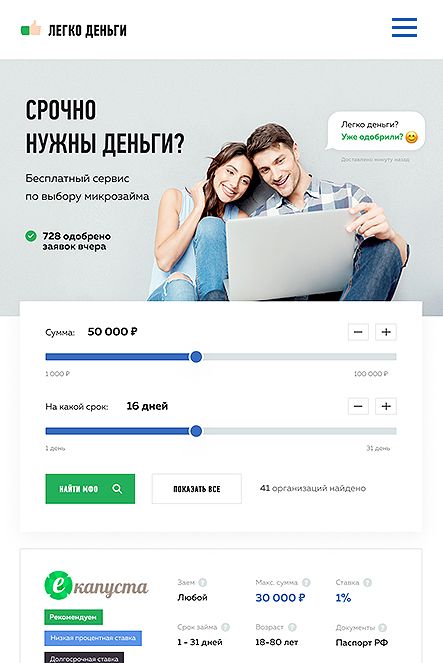 ЛЕГКО ДЕНЬГИ
СРОЧНО
НУЖНЫ ДЕНЬГИ?
Бесплатный сервис
по выбору микрозайма
728 одобрено
заявок вчера
Легко деньги?
Уже одобрили? 😊
Доставлено минуту назад
Сумма: 50 000 ₽
1 000 ₽ 100 000 ₽
На какой срок: 16 дней
1 день 31 день
НАЙТИ МФО ПОКАЗАТЬ ВСЕ 41 организаций найдено
екапуста
Рекомендуем
Низкая процентная ставка
Долгосрочная ставка
Заем ? Макс. сумма ? Ставка ?
Любой 30 000 ₽ 1%
Срок займа ? Возраст ? Документы ?
1 - 31 дней 18-80 лет Паспорт РФ